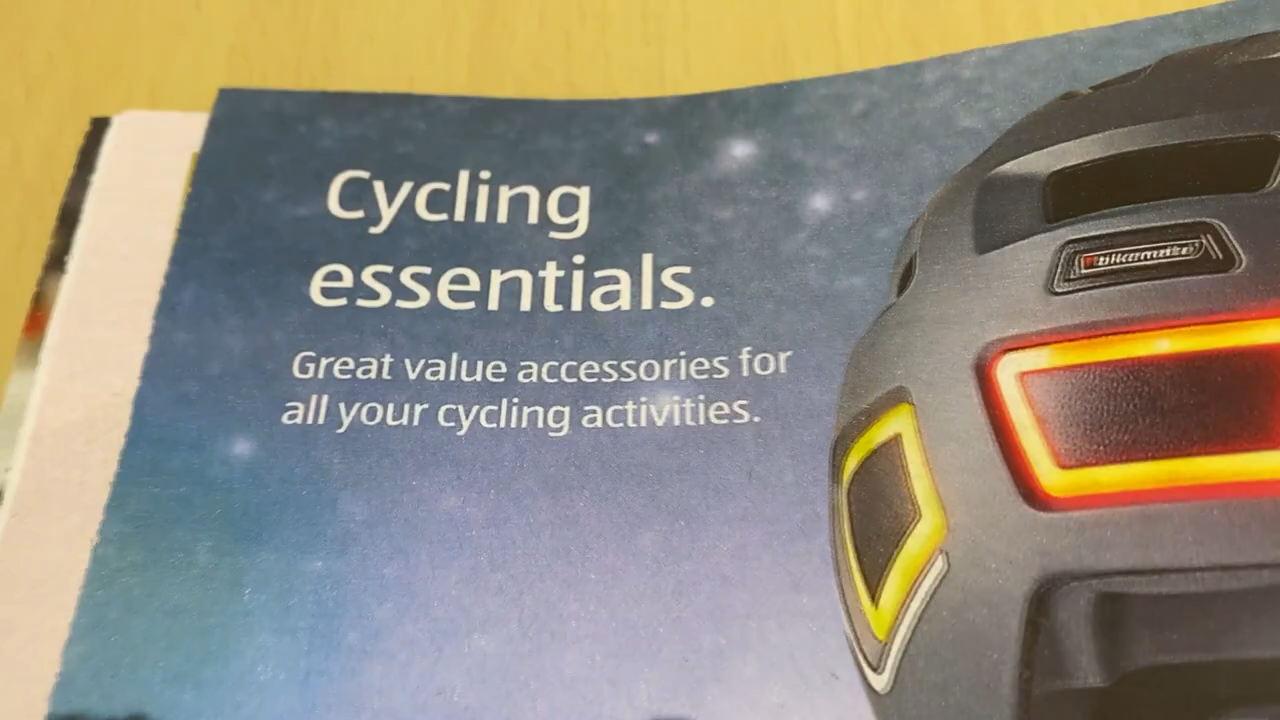 Cycling
essentials.
Great value accessories for
all your cycling activities.
bikemate